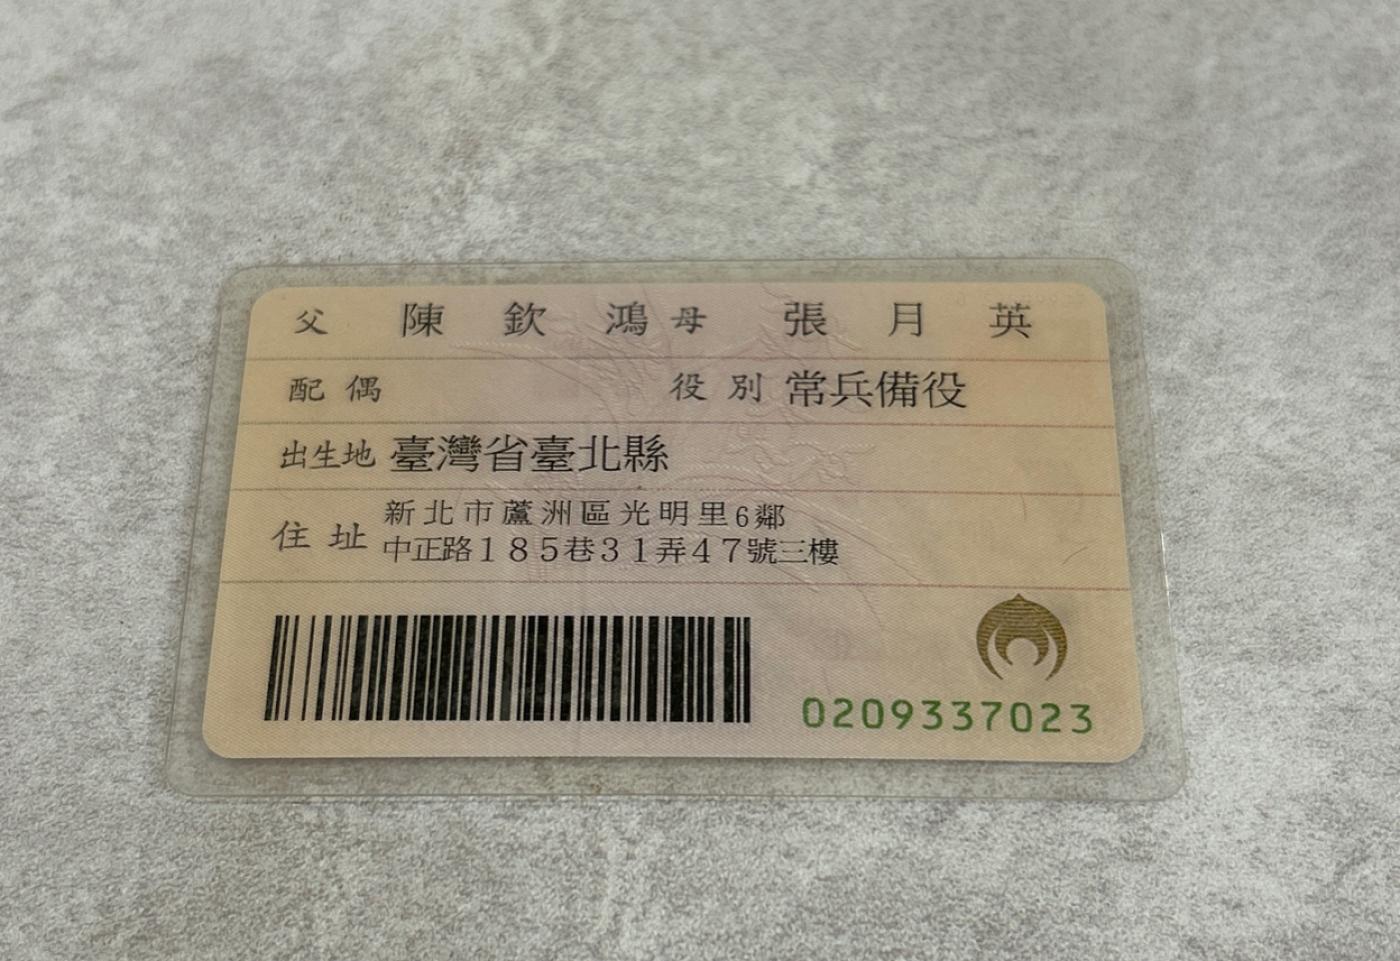 父 陳欽鴻 母 張月英
配偶 役別 常兵備役
出生地 臺灣省臺北縣
住址 新北市蘆洲區光明里6鄰
中正路185巷31弄47號三樓
0209337023